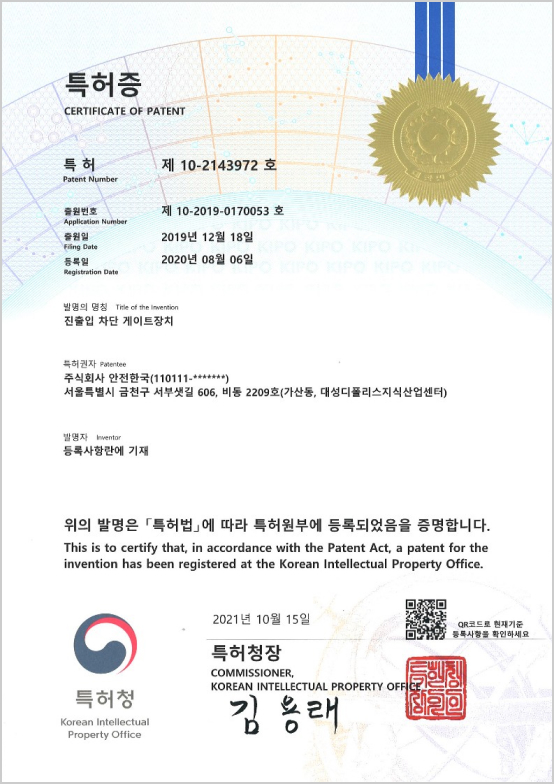 특허증
CERTIFICATE OF PATENT
특 허 제 10-2143972 호
Patent Number
출원번호 제 10-2019-0170053 호
Application Number
출원일 2019년 12월 18일
Filing Date
등록일 2020년 08월 06일
Registration Date
발명의 명칭 Title of the Invention
진출입 차단 게이트장치
특허권자 Patentee
주식회사 안전한국(110111-*******)
서울특별시 금천구 서부샛길 606, 비동 2209호(가산동, 대성디폴리스지식산업센터)
발명자 Inventor
등록사항란에 기재
위의 발명은 「특허법」에 따라 특허원부에 등록되었음을 증명합니다.
This is to certify that, in accordance with the Patent Act, a patent for the
invention has been registered at the Korean Intellectual Property Office.
2021년 10월 15일
QR코드로 현재기준
등록사항을 확인하세요
특허청장
COMMISSIONER,
KOREAN INTELLECTUAL PROPERTY OFFICE
김용래
특허청
Korean Intellectual
Property Office